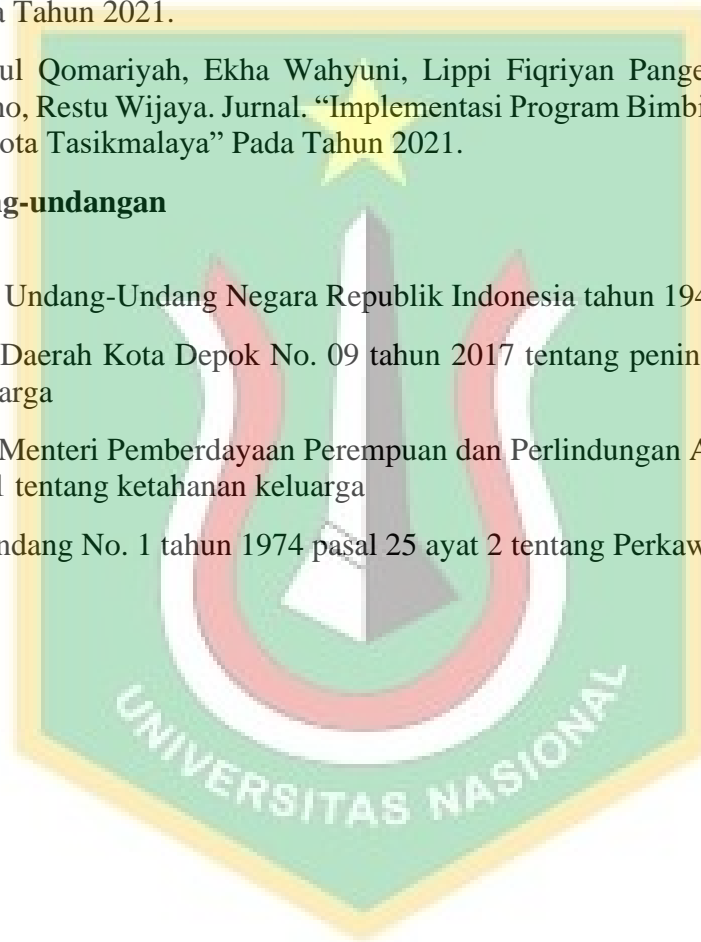 a Tahun 2021.
ul Qomariyah, Ekha Wahyuni, Lippi Fiqriyan Pange
no, Restu Wijaya. Jurnal. “Implementasi Program Bimbi
ota Tasikmalaya” Pada Tahun 2021.
ng-undangan
Undang-Undang Negara Republik Indonesia tahun 194
Daerah Kota Depok No. 09 tahun 2017 tentang penin
arga
Menteri Pemberdayaan Perempuan dan Perlindungan A
1 tentang ketahanan keluarga
ndang No. 1 tahun 1974 pasal 25 ayat 2 tentang Perkaw
UNIVERSITAS NASIONAL